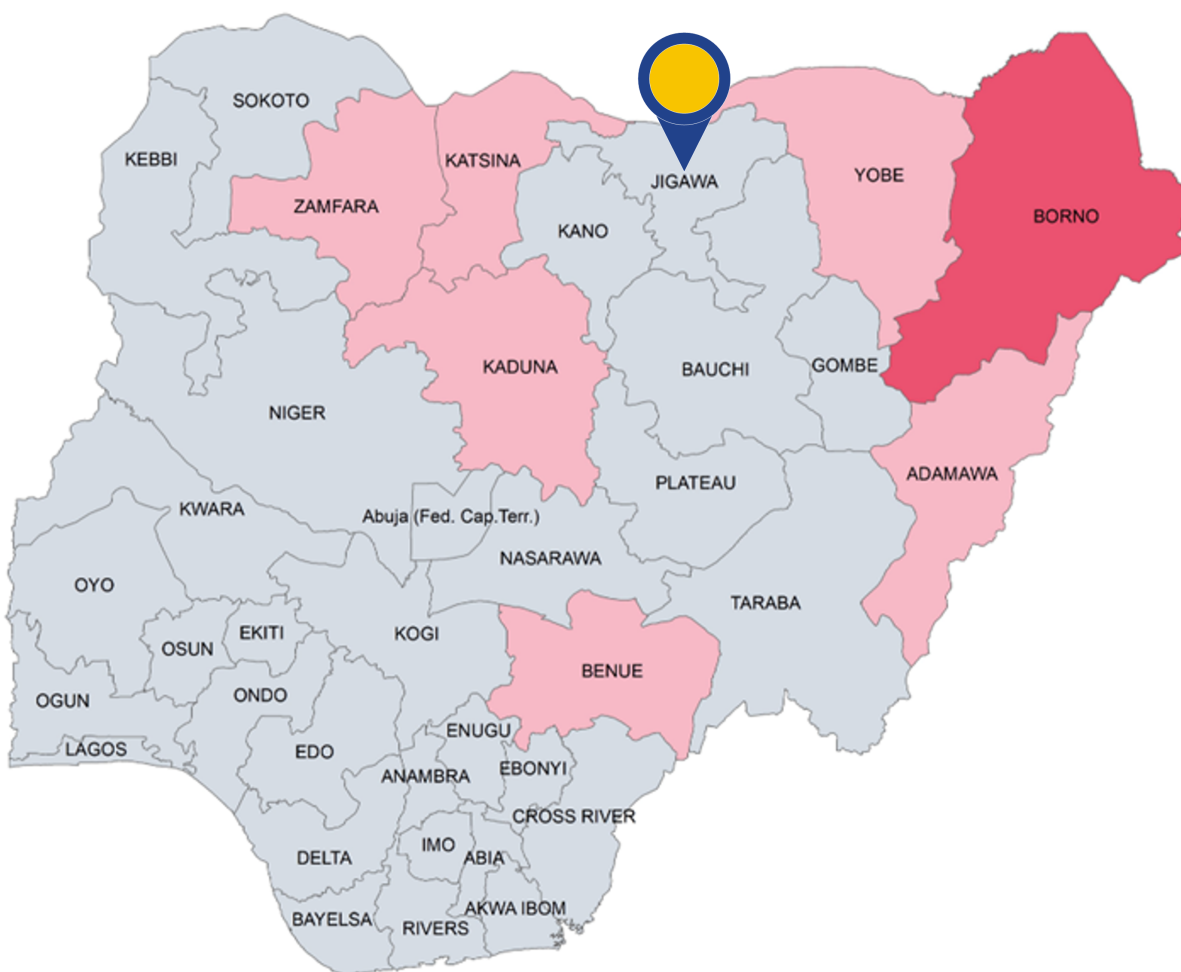 SOKOTO
KEBBI
KATSINA
ZAMFARA
JIGAWA
YOBE
KANO
BORNO
KADUNA
BAUCHI
GOMBE
NIGER
ADAMAWA
PLATEAU
KWARA
Abuja (Fed. Cap.Terr.)
NASARAWA
OYO
TARABA
EKITI
KOGI
OSUN
BENUE
OGUN
ONDO
ENUGU
LAGOS
EDO
EBONYI
ANAMBRA
CROSS RIVER
IMO
DELTA
ABIA
AKWA IBOM
BAYELSA
RIVERS